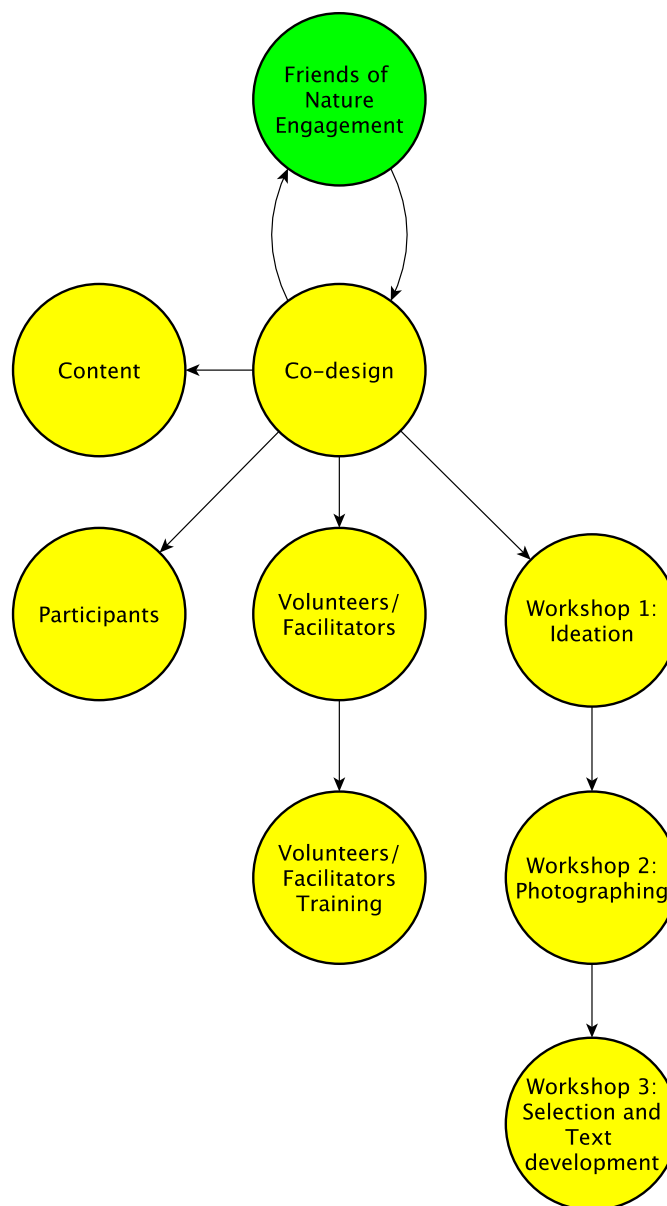 Friends of
Nature
Engagement
Content
Co-design
Participants
Volunteers/
Facilitators
Workshop 1:
Ideation
Volunteers/
Facilitators
Training
Workshop 2:
Photographing
Workshop 3:
Selection and
Text
development